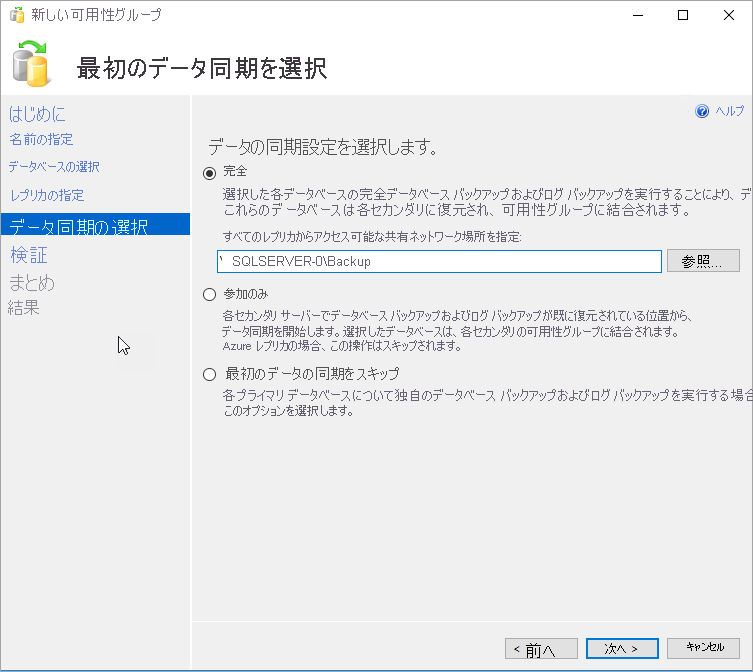 新しい可用性グループ
最初のデータ同期を選択
はじめに
名前の指定
データベースの選択
レプリカの指定
データ同期の選択
検証
まとめ
結果
ヘルプ
データの同期設定を選択します。
完全
選択した各データベースの完全データベース バックアップおよびログ バックアップを実行することにより、デ
これらのデータベースは各セカンダリに復元され、可用性グループに結合されます。
すべてのレプリカからアクセス可能な共有ネットワーク場所を指定:
SQLSERVER-0\Backup
参照...
参加のみ
各セカンダリ サーバーでデータベース バックアップおよびログ バックアップが既に復元されている位置から、
データ同期を開始します。選択したデータベースは、各セカンダリの可用性グループに結合されます。
Azure レプリカの場合、この操作はスキップされます。
最初のデータの同期をスキップ
各プライマリ データベースについて独自のデータベース バックアップおよびログ バックアップを実行する場合
このオプションを選択します。
< 前へ
次へ >
キャンセル